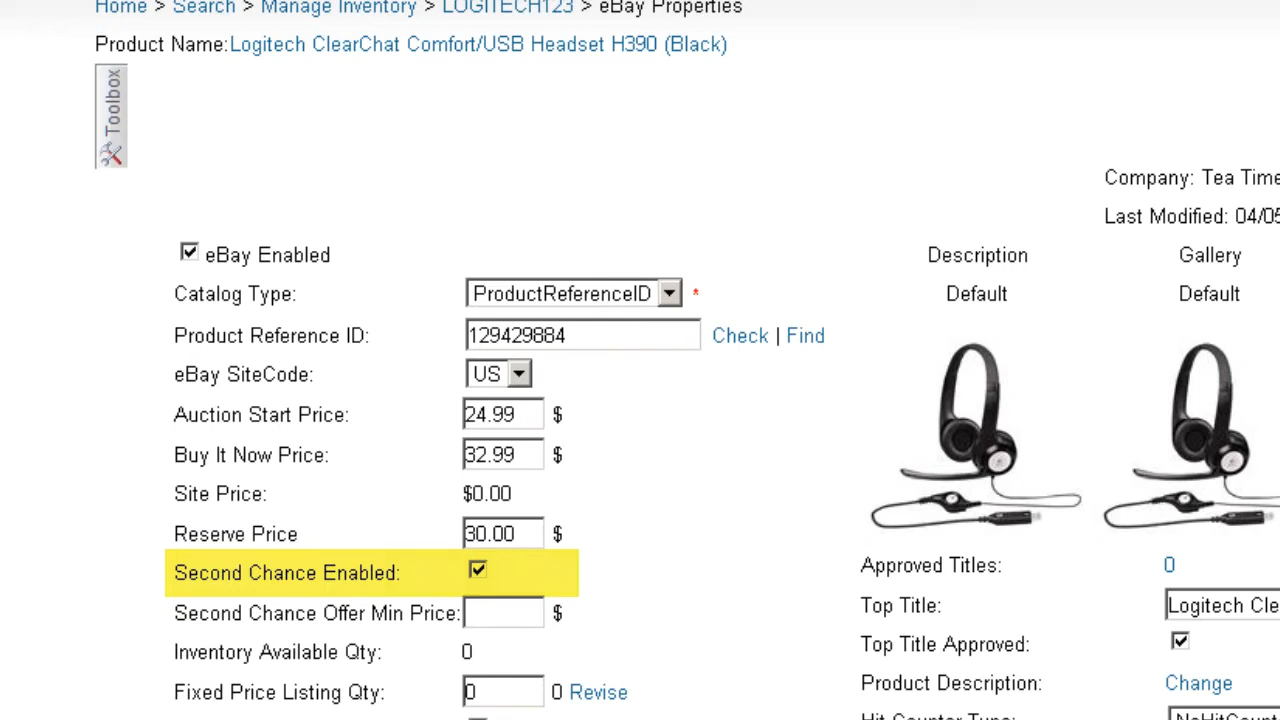 Home > Search > Manage Inventory > LOGITECH123 > eBay Properties
Product Name:Logitech ClearChat Comfort/USB Headset H390 (Black)
Toolbox
Company: Tea Time
Last Modified: 04/05
eBay Enabled
Description Gallery
Catalog Type: ProductReferenceID *
Default Default
Product Reference ID: 129429884 Check | Find
eBay SiteCode: US
Auction Start Price: 24.99 $
Buy It Now Price: 32.99 $
Site Price: $0.00
Reserve Price 30.00 $
Second Chance Enabled:
Second Chance Offer Min Price: $
Inventory Available Qty: 0
Fixed Price Listing Qty: 0 0 Revise
Approved Titles: 0
Top Title: Logitech Cle
Top Title Approved:
Product Description: Change
Hit Counter Type: NoHitCount